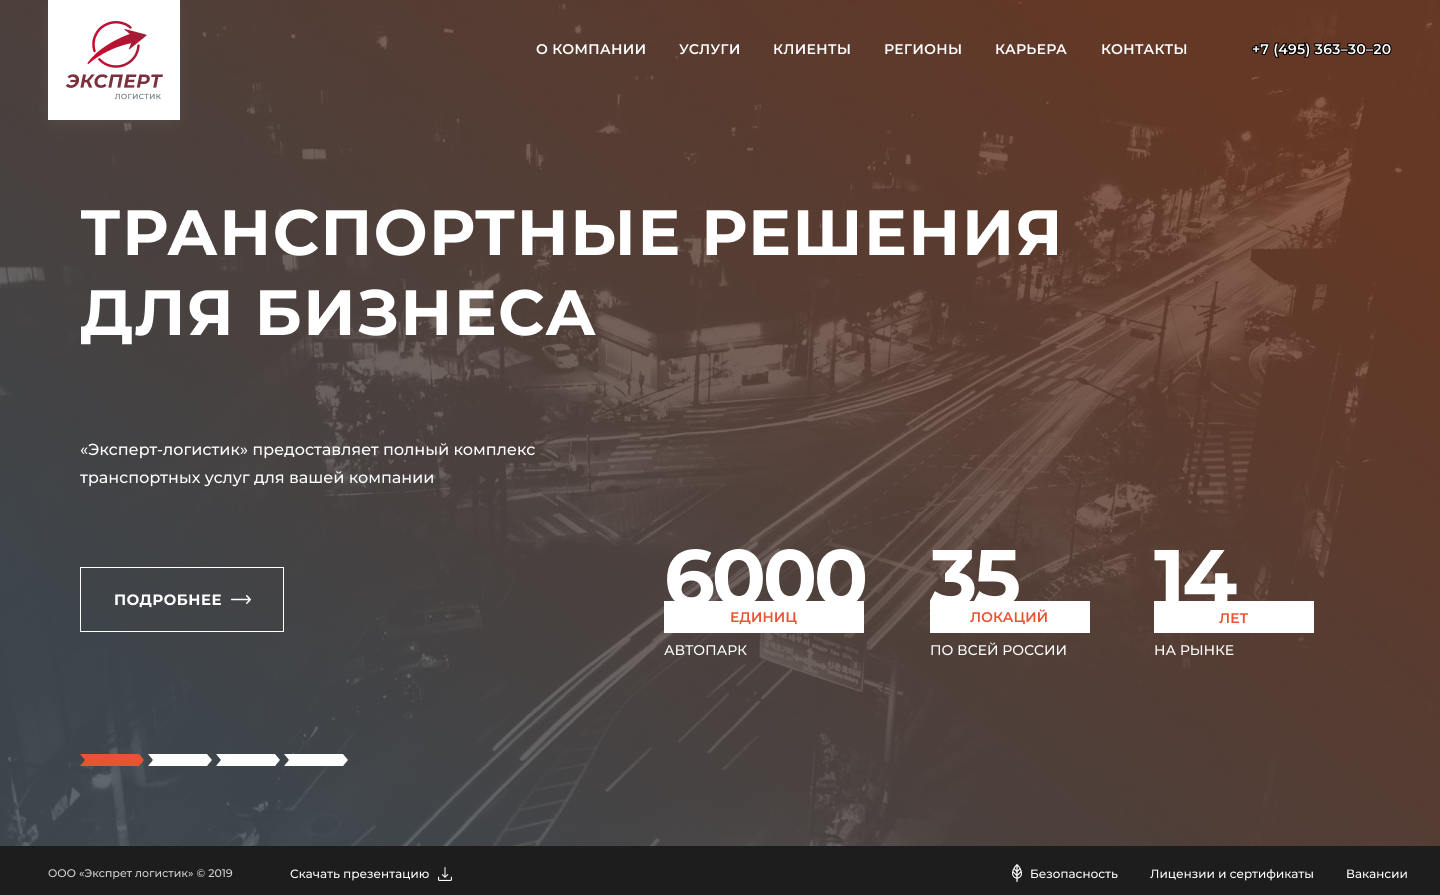 ЭКСПЕРТ
ЛОГИСТИК
О КОМПАНИИ УСЛУГИ КЛИЕНТЫ РЕГИОНЫ КАРЬЕРА КОНТАКТЫ +7 (495) 363–30–20
ТРАНСПОРТНЫЕ РЕШЕНИЯ
ДЛЯ БИЗНЕСА
«Эксперт-логистик» предоставляет полный комплекс
транспортных услуг для вашей компании
ПОДРОБНЕЕ
6000
ЕДИНИЦ
АВТОПАРК
35
ЛОКАЦИЙ
ПО ВСЕЙ РОССИИ
14
ЛЕТ
НА РЫНКЕ
ООО «Экспрет логистик» © 2019 Скачать презентацию Безопасность Лицензии и сертификаты Вакансии